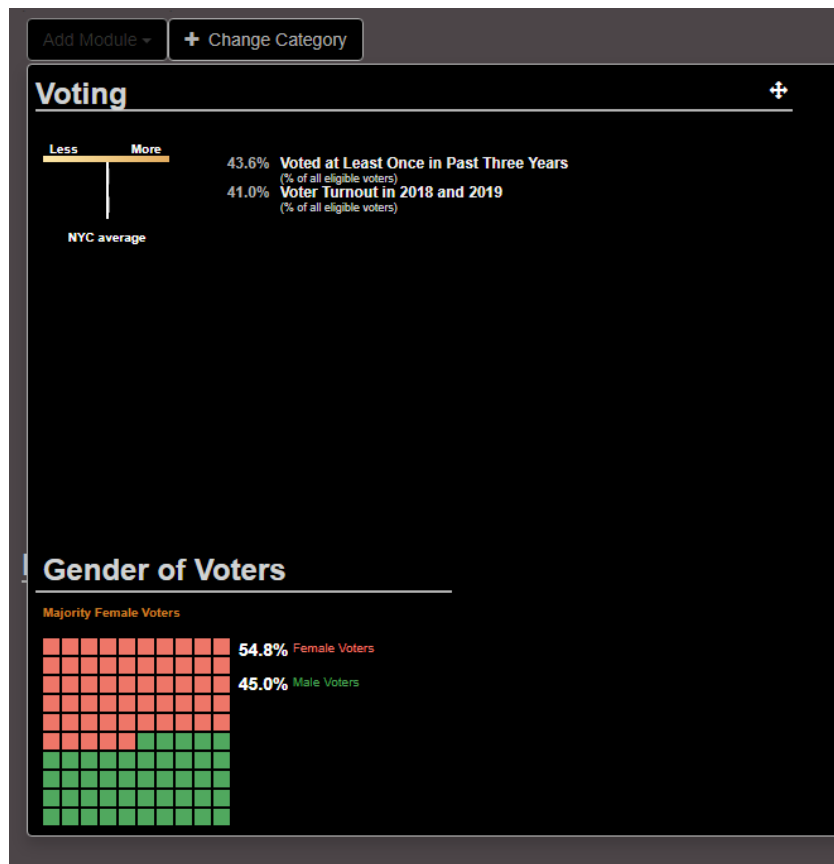 Add Module
+ Change Category
Voting
Less More
43.6% Voted at Least Once in Past Three Years
(% of all eligible voters)
41.0% Voter Turnout in 2018 and 2019
(% of all eligible voters)
NYC average
Gender of Voters
Majority Female Voters
54.8% Female Voters
45.0% Male Voters